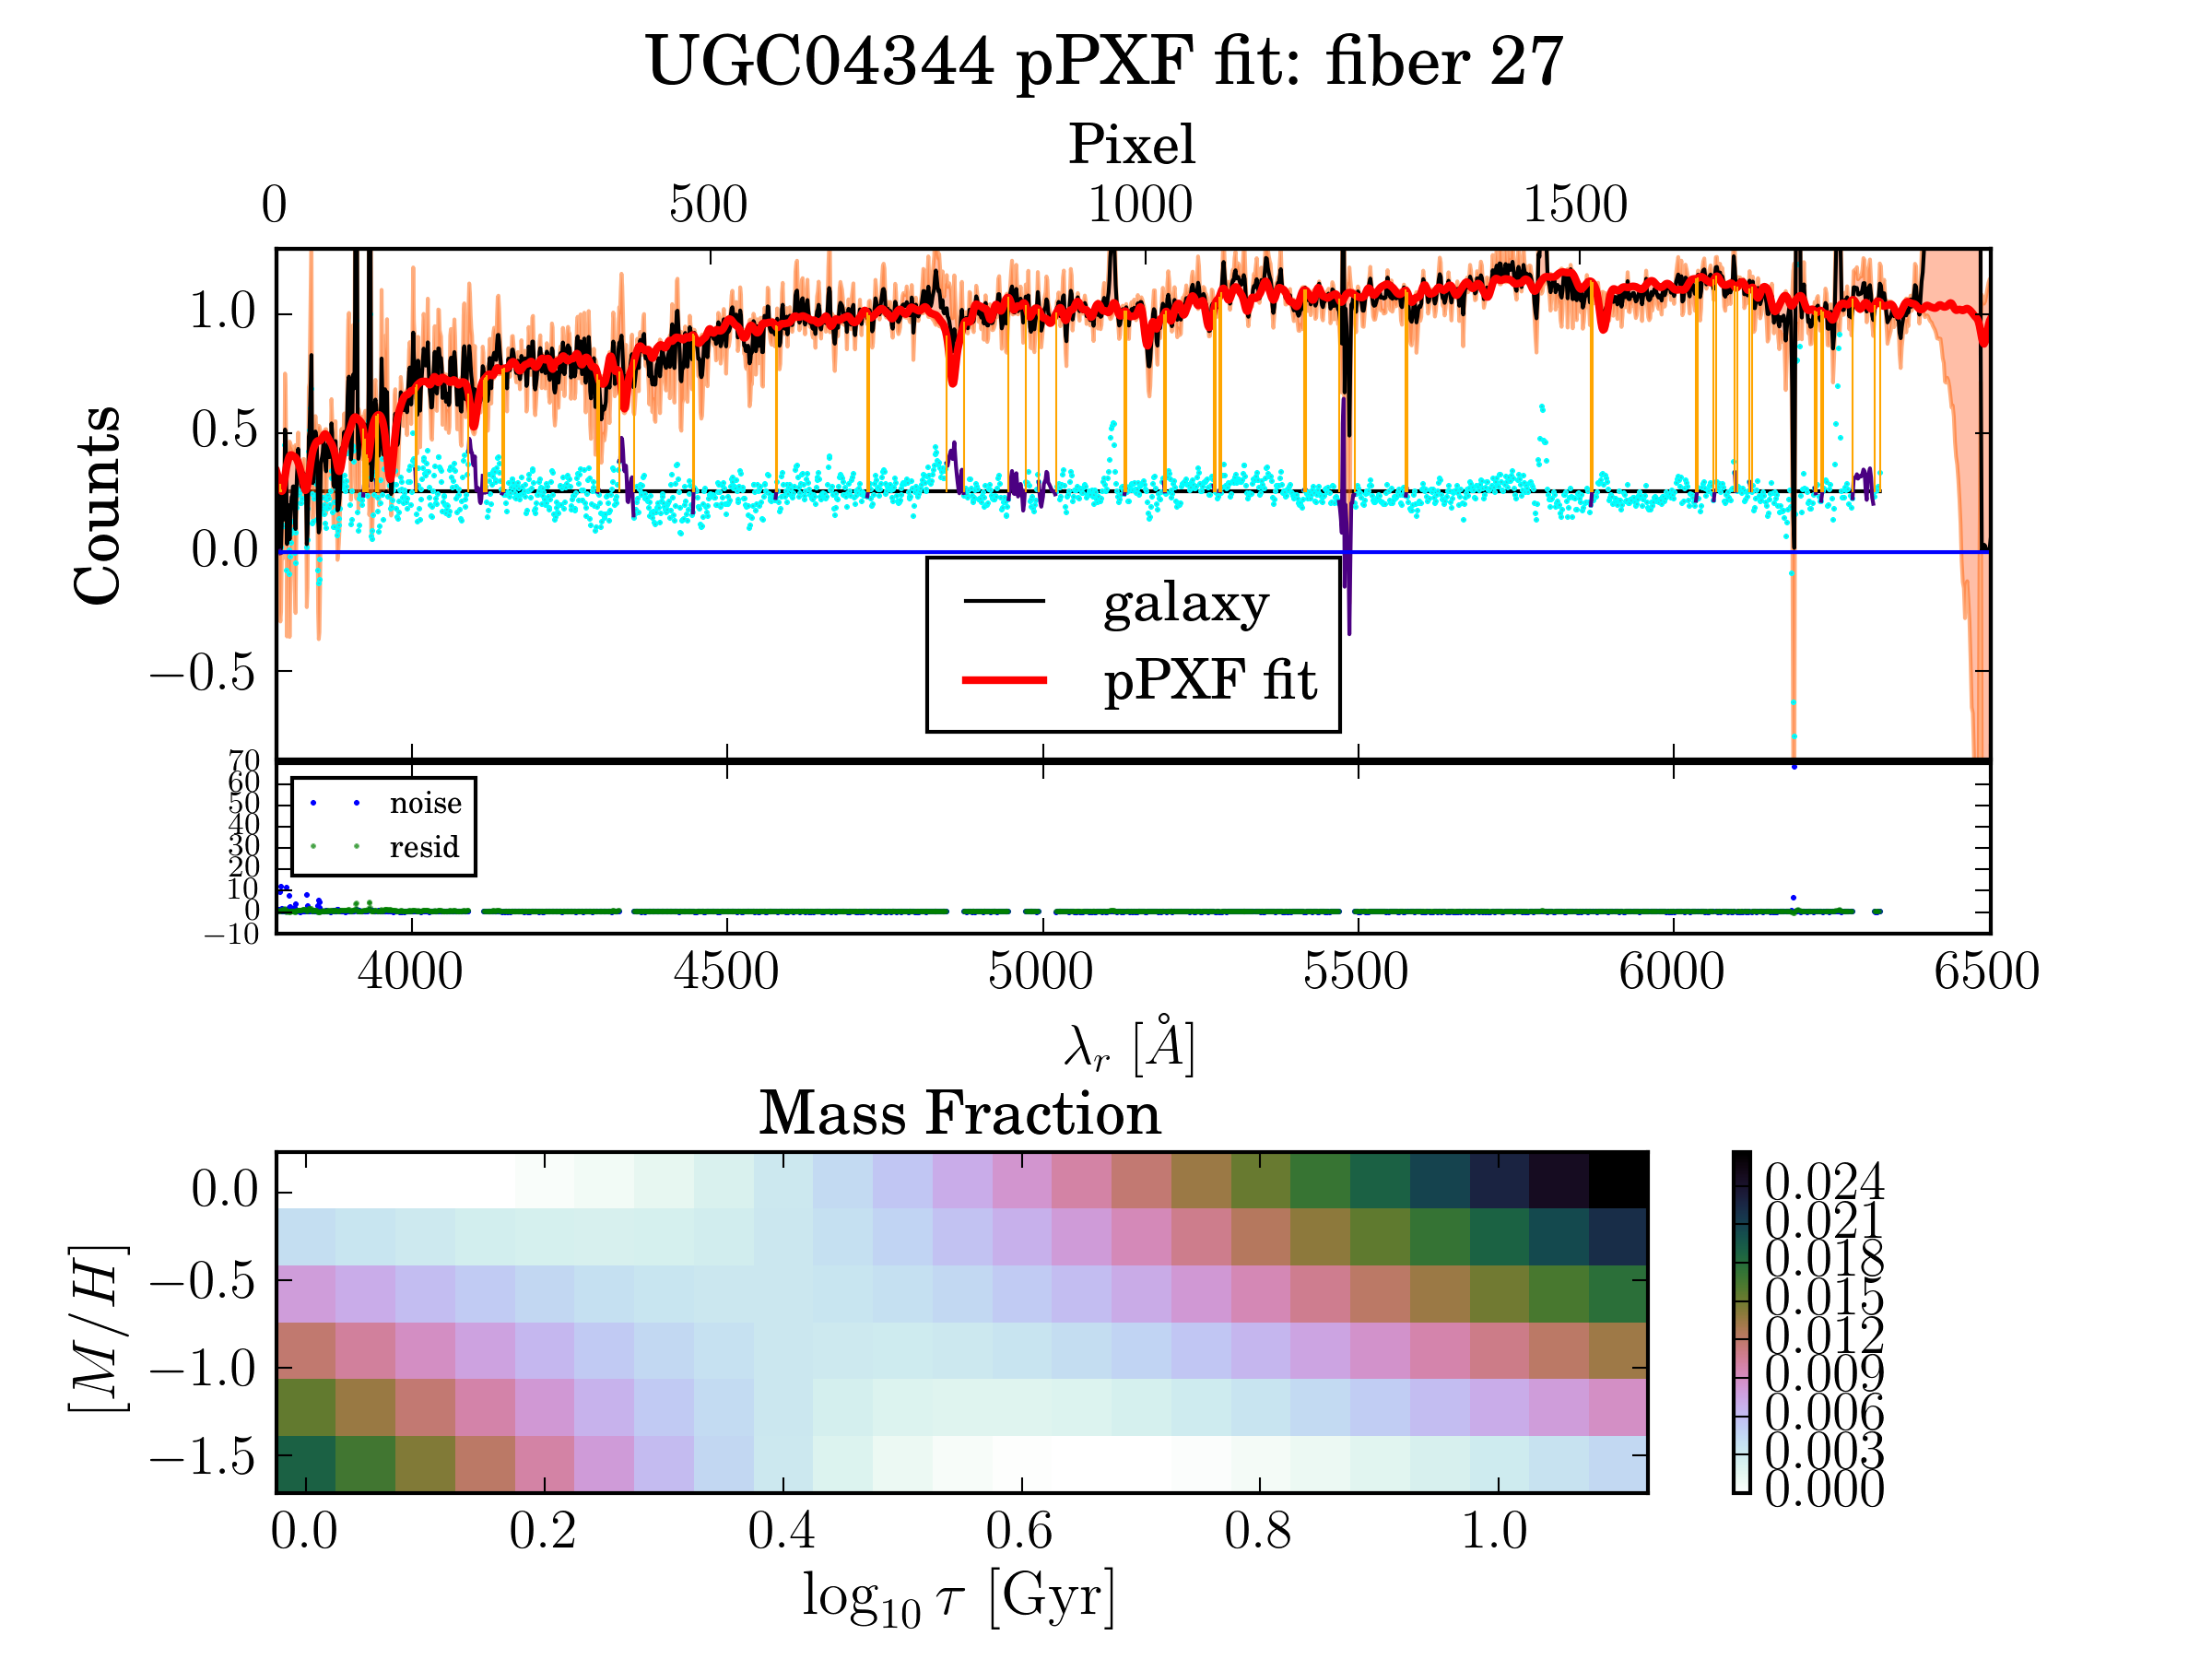 UGC04344 pPXF fit: fiber 27
Pixel
0 500 1000 1500
1.0
0.5
0.0
−0.5
Counts
galaxy
pPXF fit
70
60
50
40
30
20
10
0
−10
noise
resid
4000 4500 5000 5500 6000 6500
λr [Å]
Mass Fraction
0.0
−0.5
−1.0
−1.5
[M/H]
0.024
0.021
0.018
0.015
0.012
0.009
0.006
0.003
0.000
0.0 0.2 0.4 0.6 0.8 1.0
log10 τ [Gyr]